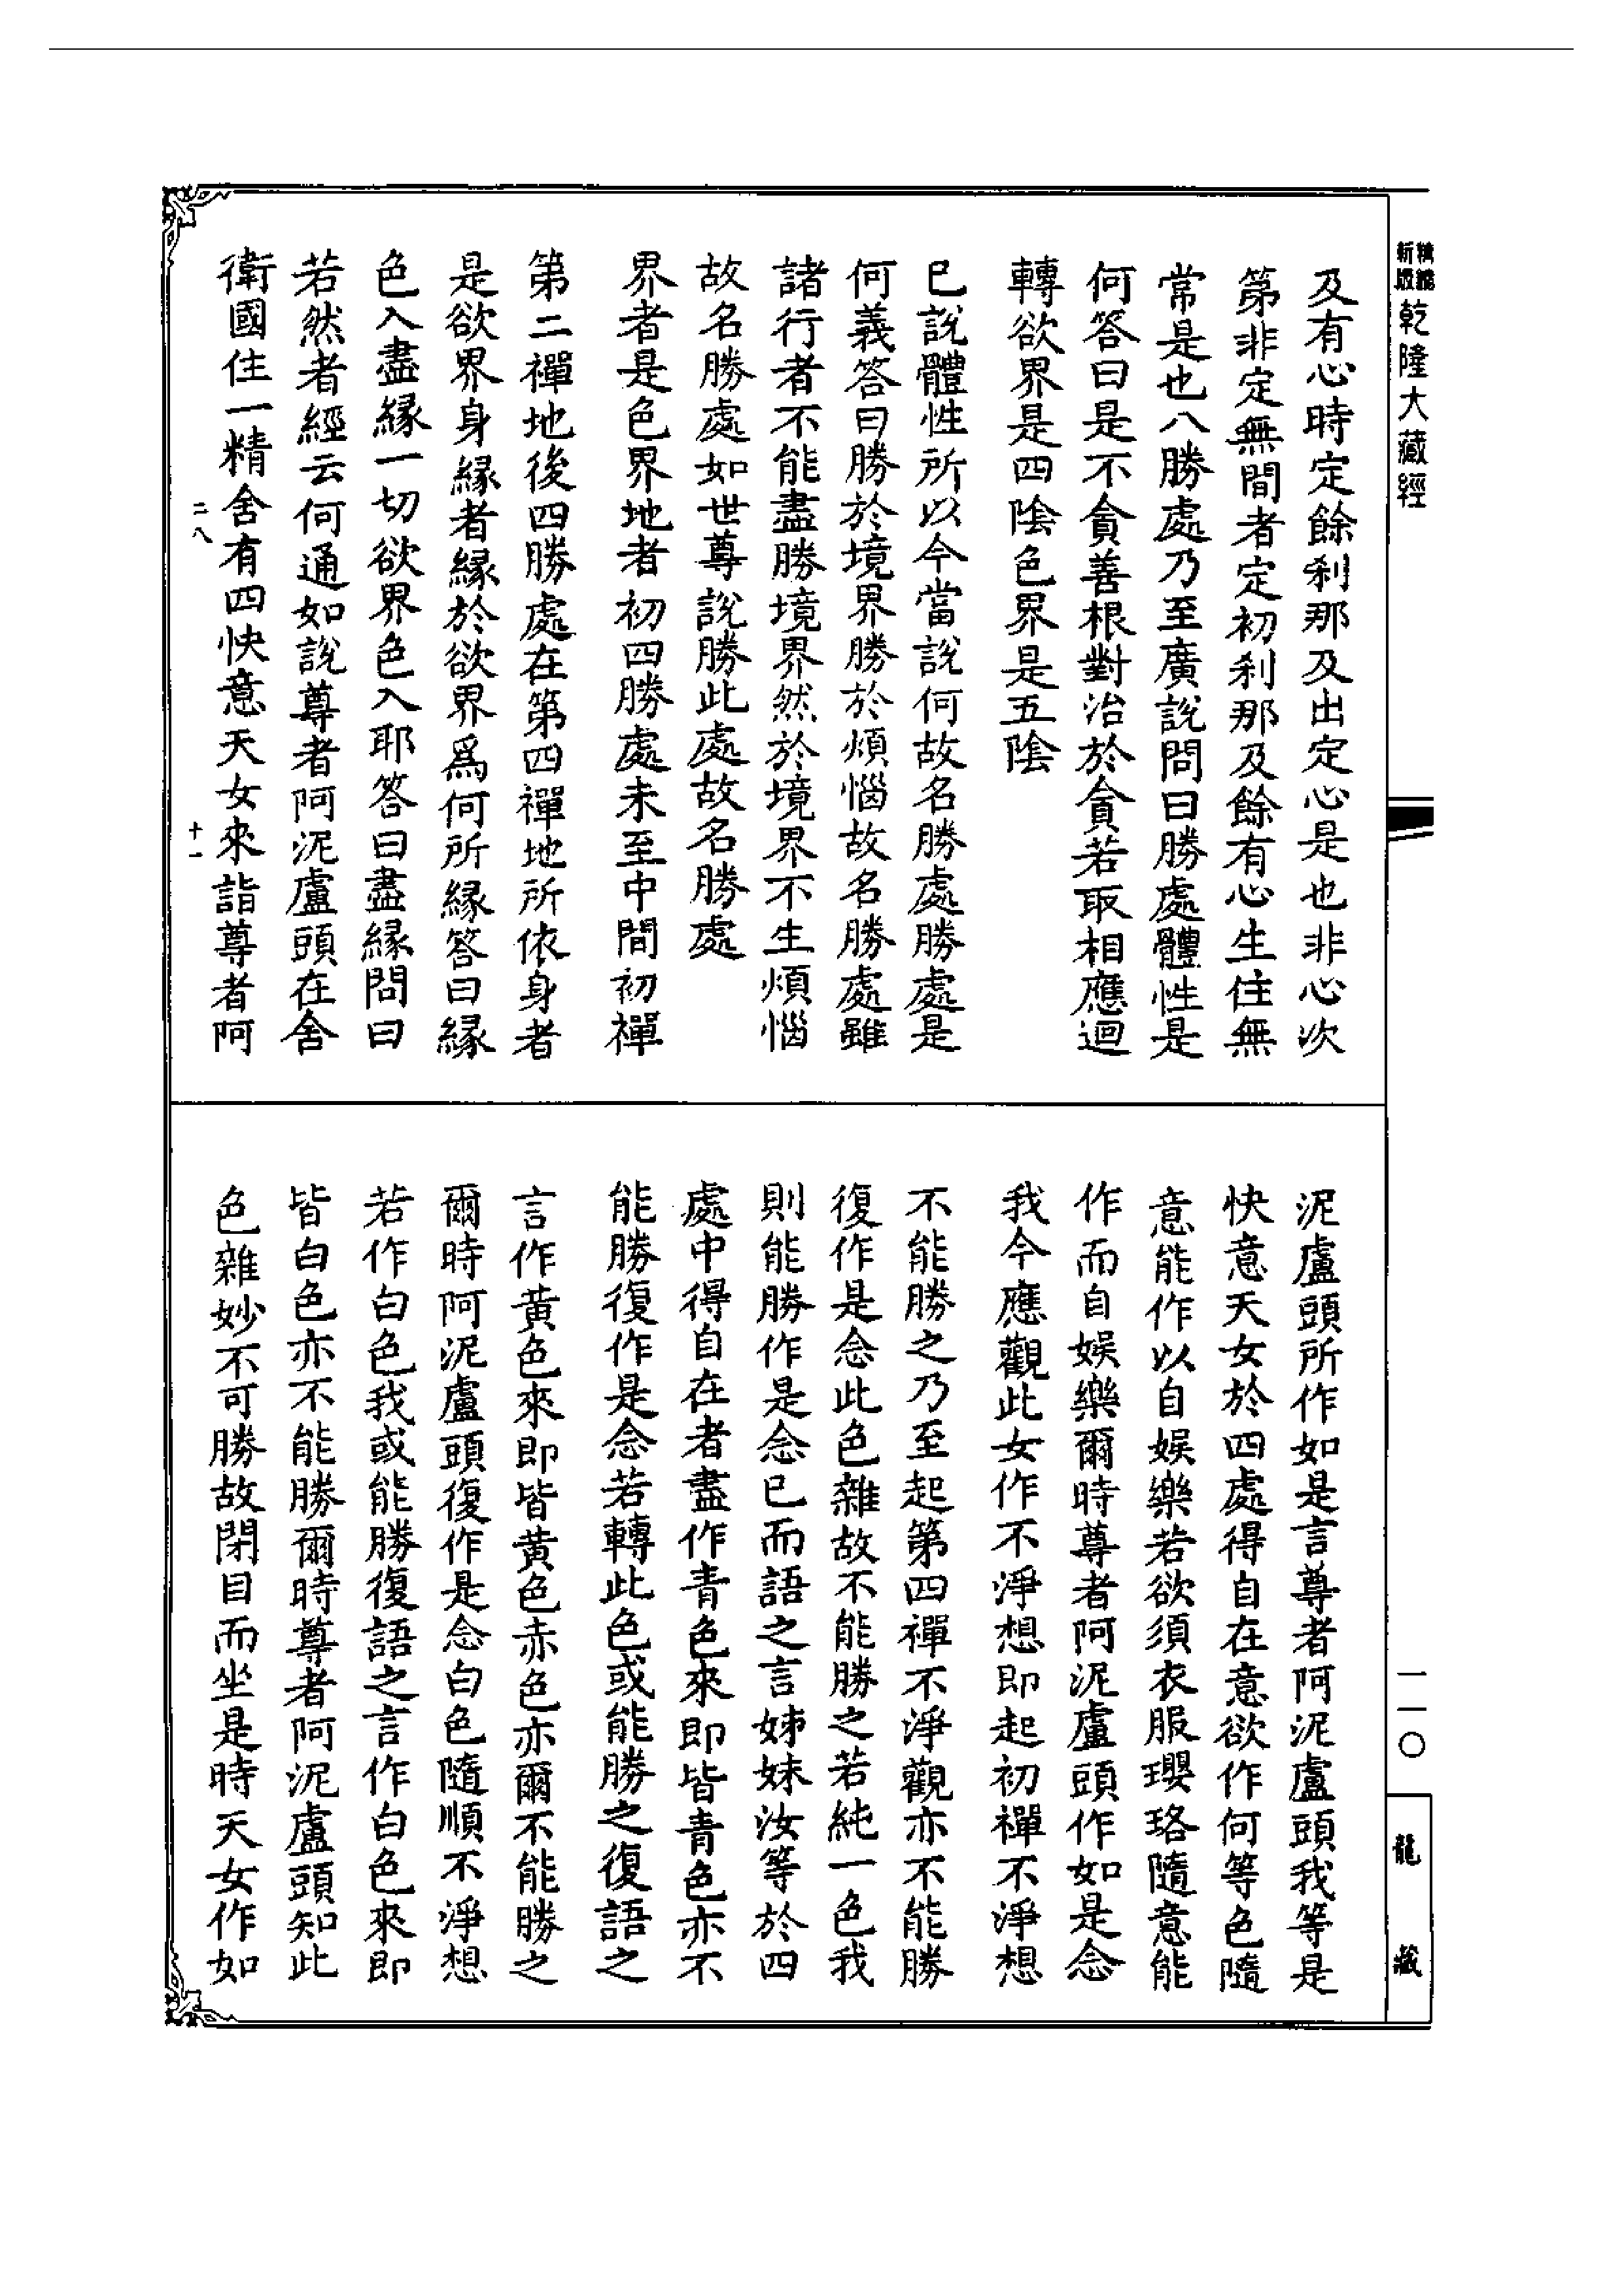 乾隆大藏經
及有心時定餘剎那及出定心是也非心次
第非定無間者定初剎那及餘有心生住無
常是也八勝處乃至廣說問曰勝處體性是
何答曰是不貪善根對治於貪若取相應迴
轉欲界是四陰色界是五陰
已說體性所以今當說何故名勝處勝處是
何義答曰勝於境界勝於煩惱故名勝處雖
諸行者不能盡勝境界然於境界不生煩惱
故名勝處如世尊說勝此處故名勝處
界者是色界地者初四勝處未至中間初禪
第二禪地後四勝處在第四禪地所依身者
是欲界身緣者緣於欲界爲何所緣答曰緣
色入盡緣一切欲界色入耶答曰盡緣問曰
若然者經云何通如說尊者阿泥盧頭在舍
衛國住一精舍有四快意天女來詣尊者阿
二八
十一
泥盧頭所作如是言尊者阿泥盧頭我等是
快意天女於四處得自在意欲作何等色隨
意能作以自娛樂若欲須衣服瓔珞隨意能
作而自娛樂爾時尊者阿泥盧頭作如是念
我今應觀此女作不淨想即起初禪不淨想
不能勝之乃至起第四禪不淨觀亦不能勝
復作是念此色雜故不能勝之若純一色我
則能勝作是念已而語之言姊妹汝等於四
處中得自在者盡作青色來即皆青色亦不
能勝復作是念若轉此色或能勝之復語之
言作黃色來即皆黃色赤色亦爾不能勝之
爾時阿泥盧頭復作是念白色隨順不淨想
若作白色我或能勝復語之言作白色來即
皆白色亦不能勝爾時尊者阿泥盧頭知此
色雜妙不可勝故閉目而坐是時天女作如
一一〇
龍藏